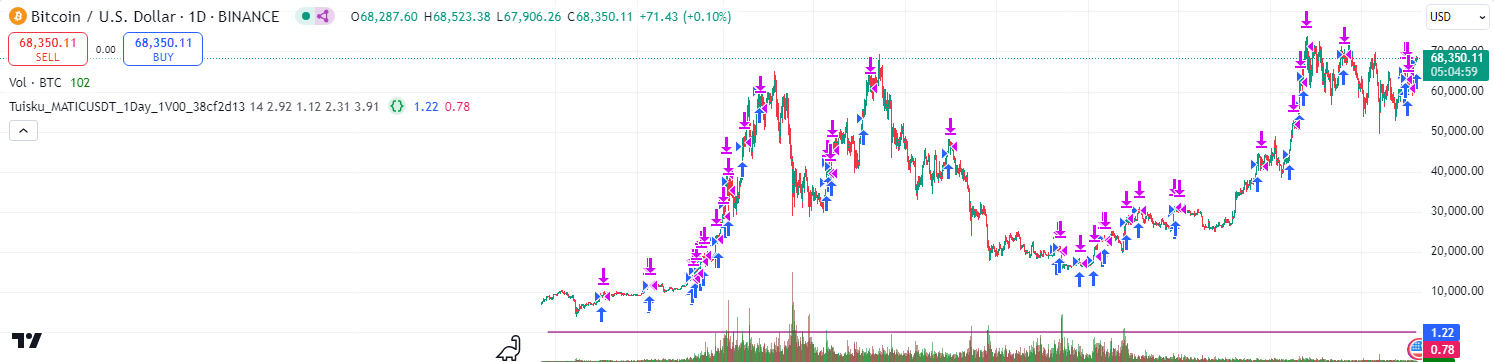 Bitcoin / U.S. Dollar · 1D · BINANCE O68,287.60 H68,523.38 L67,906.26 C68,350.11 +71.43 (+0.10%)
USD
68,350.11
SELL
0.00
68,350.11
BUY
Vol · BTC 102
Tuisku_MATICUSDT_1Day_1V00_38cf2d13 14 2.92 1.12 2.31 3.91 {} 1.22 0.78
70,000.00
68,350.11
05:04:59
60,000.00
50,000.00
40,000.00
30,000.00
20,000.00
10,000.00
1.22
0.78